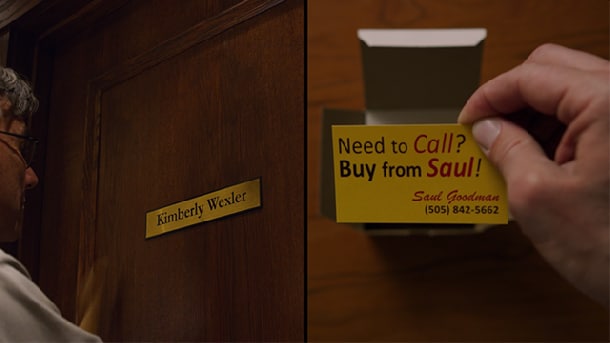 Kimberly Wexler
Need to Call?
Buy from Saul!
Saul Goodman
(505) 842-5662